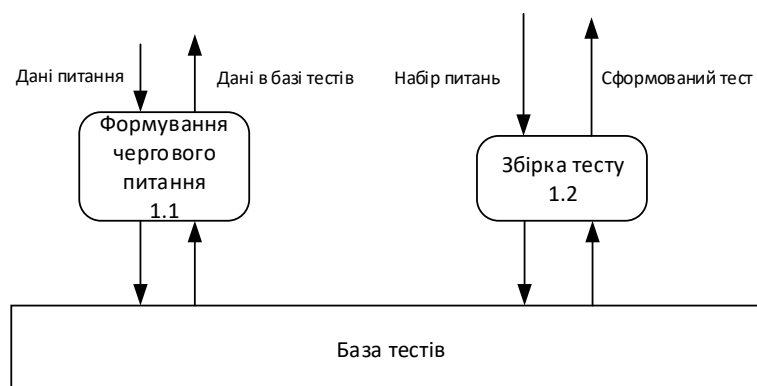 Дані питання
Дані в базі тестів
Набір питань
Сформований тест
Формування
чергового
питання
1.1
Збірка тесту
1.2
База тестів